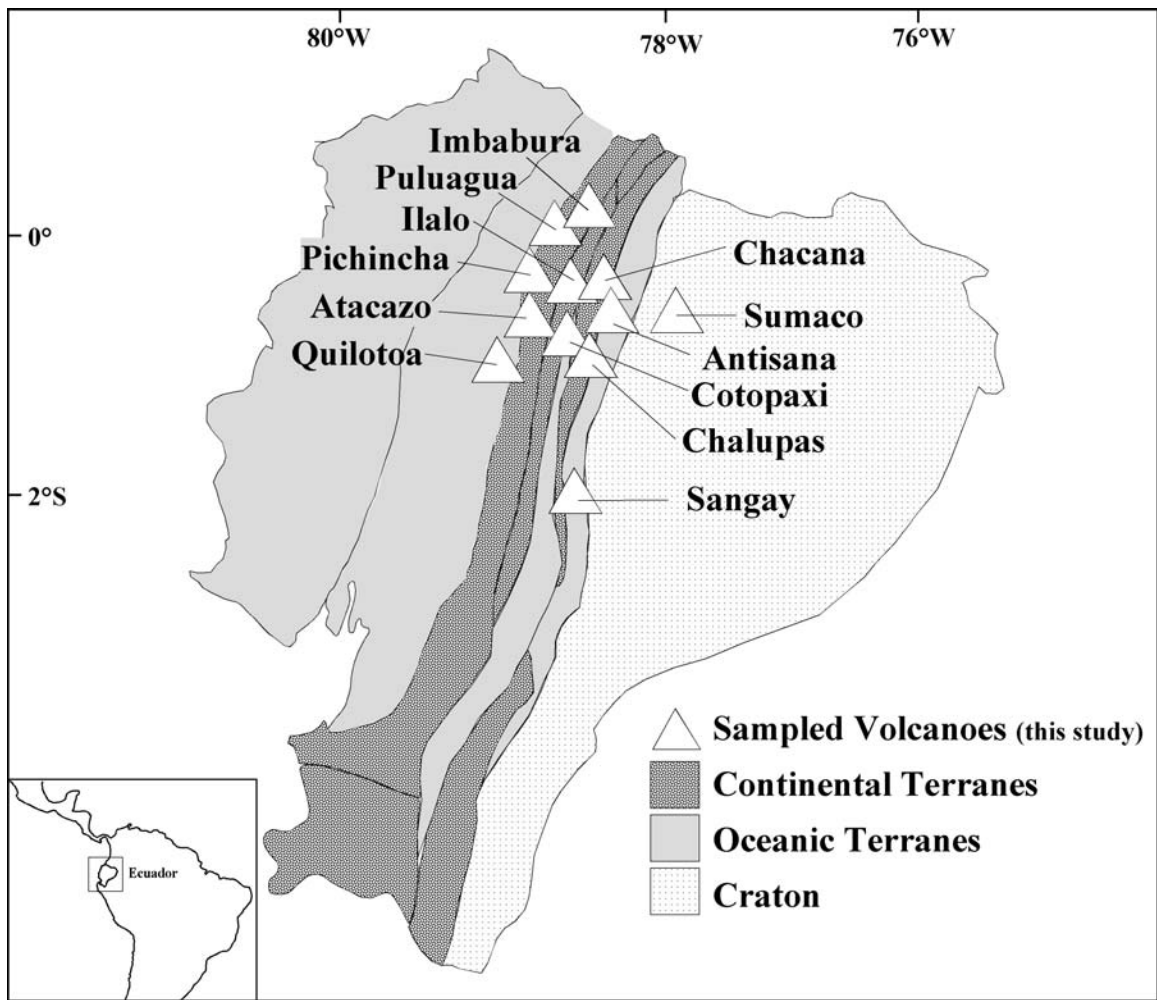 80°W
78°W
76°W
Imbabura
Puluagua
Ilalo
0°
Pichincha
Chacana
Atacazo
Sumaco
Quilotoa
Antisana
Cotopaxi
Chalupas
2°S
Sangay
Sampled Volcanoes (this study)
Continental Terranes
Oceanic Terranes
Craton
Ecuador